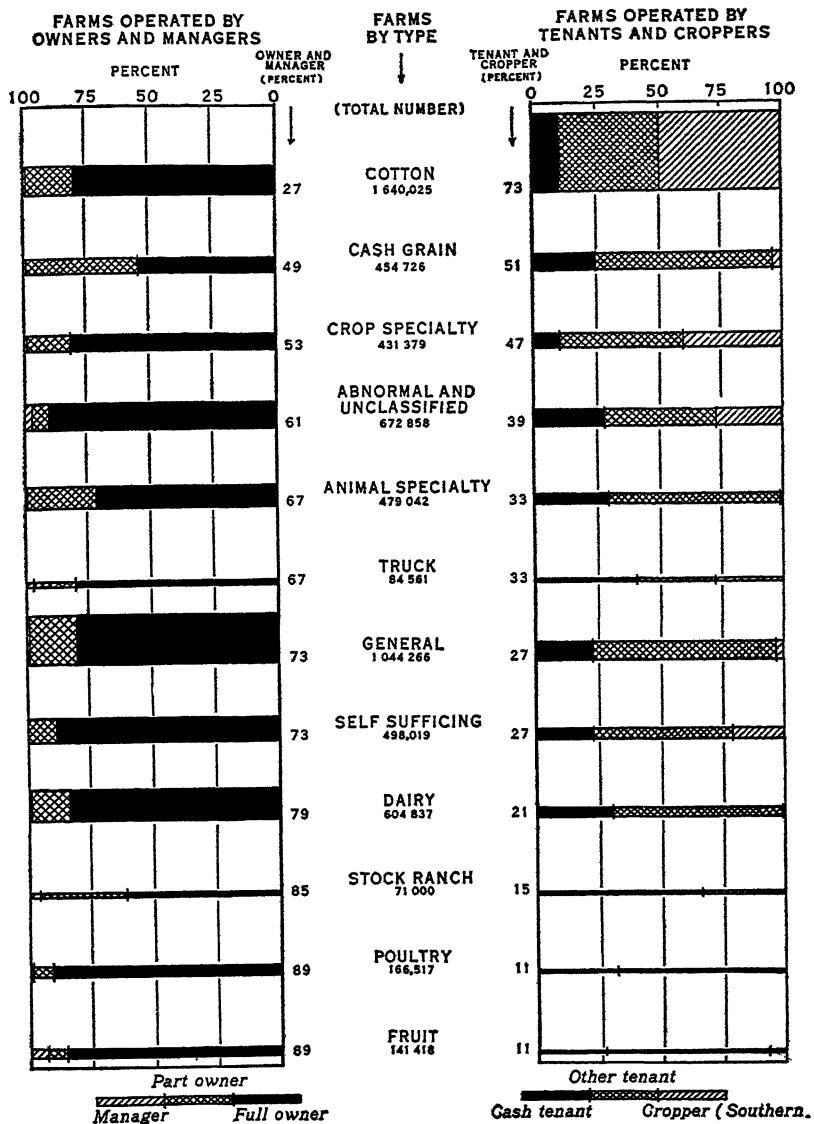 FARMS OPERATED BY
OWNERS AND MANAGERS
FARMS
BY TYPE
FARMS OPERATED BY
TENANTS AND CROPPERS
PERCENT
OWNER AND
MANAGER
(PERCENT)
TENANT AND
CROPPER
(PERCENT)
PERCENT
100 75 50 25 0
(TOTAL NUMBER)
0 25 50 75 100
27
COTTON
1 640,025
73
49
CASH GRAIN
454 726
51
53
CROP SPECIALTY
431 379
47
61
ABNORMAL AND
UNCLASSIFIED
672 858
39
67
ANIMAL SPECIALTY
479 042
33
67
TRUCK
84 561
33
73
GENERAL
1 044 266
27
73
SELF SUFFICING
498,019
27
79
DAIRY
604 837
21
85
STOCK RANCH
71 000
15
89
POULTRY
166,517
11
89
FRUIT
141 418
11
Part owner
Manager Full owner
Other tenant
Cash tenant Cropper (Southern.